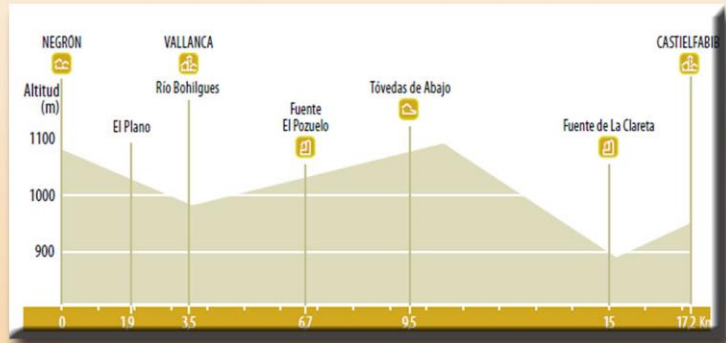 NEGRÓN
VALLANCA
CASTIELFABIB
Altitud
(m)
Río Bohilgues
Tóvedas de Abajo
El Plano
Fuente
El Pozuelo
Fuente de La Clareta
1100
1000
900
0
1,9
3,5
6,7
9,5
15
17,2 Km